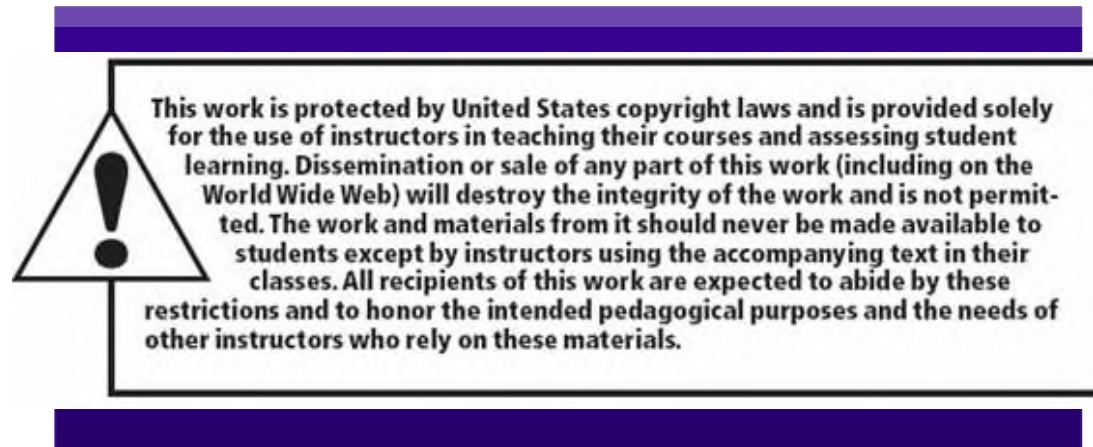 This work is protected by United States copyright laws and is provided solely
for the use of instructors in teaching their courses and assessing student
learning. Dissemination or sale of any part of this work (including on the
World Wide Web) will destroy the integrity of the work and is not permit-
ted. The work and materials from it should never be made available to
students except by instructors using the accompanying text in their
classes. All recipients of this work are expected to abide by these
restrictions and to honor the intended pedagogical purposes and the needs of
other instructors who rely on these materials.